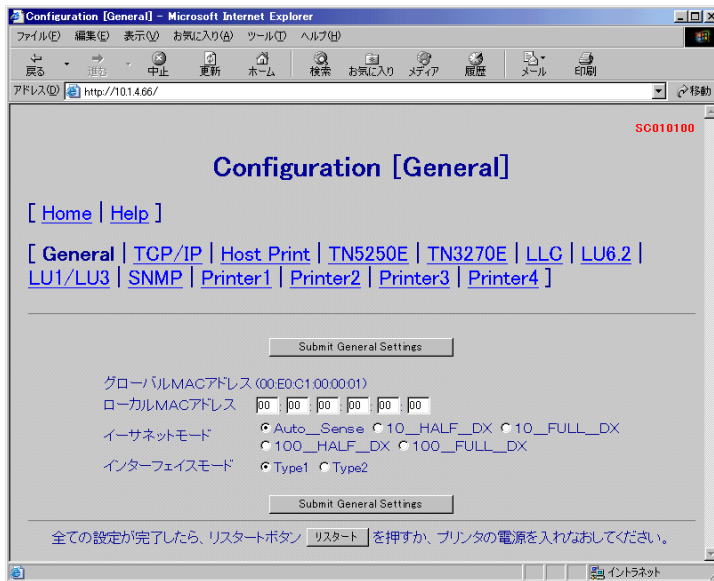 Configuration [General] - Microsoft Internet Explorer
ファイル(F) 編集(E) 表示(V) お気に入り(A) ツール(T) ヘルプ(H)
戻る 進む 中止 更新 ホーム 検索 お気に入り メディア 履歴 メール 印刷
アドレス(D) http://10.1.4.66/ 移動
SC010100
Configuration [General]
[ Home | Help ]
[ General | TCP/IP | Host Print | TN5250E | TN3270E | LLC | LU6.2 |
LU1/LU3 | SNMP | Printer1 | Printer2 | Printer3 | Printer4 ]
Submit General Settings
グローバルMACアドレス (00:E0:C1:00:00:01)
ローカルMACアドレス 00 : 00 : 00 : 00 : 00 : 00
イーサネットモード Auto__Sense 10__HALF__DX 10__FULL__DX
100__HALF__DX 100__FULL__DX
インターフェイスモード Type1 Type2
Submit General Settings
全ての設定が完了したら、リスタートボタン リスタート を押すか、プリンタの電源を入れなおしてください。
イントラネット